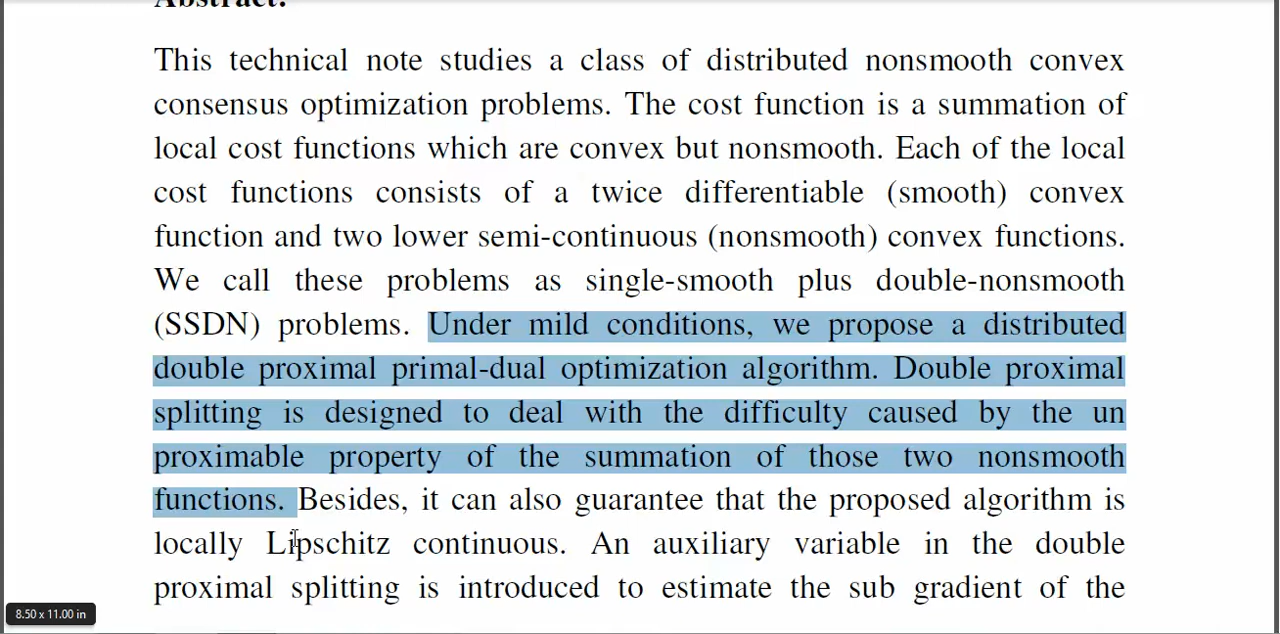 Abstract:
This technical note studies a class of distributed nonsmooth convex
consensus optimization problems. The cost function is a summation of
local cost functions which are convex but nonsmooth. Each of the local
cost functions consists of a twice differentiable (smooth) convex
function and two lower semi-continuous (nonsmooth) convex functions.
We call these problems as single-smooth plus double-nonsmooth
(SSDN) problems. Under mild conditions, we propose a distributed
double proximal primal-dual optimization algorithm. Double proximal
splitting is designed to deal with the difficulty caused by the un
proximable property of the summation of those two nonsmooth
functions. Besides, it can also guarantee that the proposed algorithm is
locally Lipschitz continuous. An auxiliary variable in the double
proximal splitting is introduced to estimate the sub gradient of the
8.50 x 11.00 in